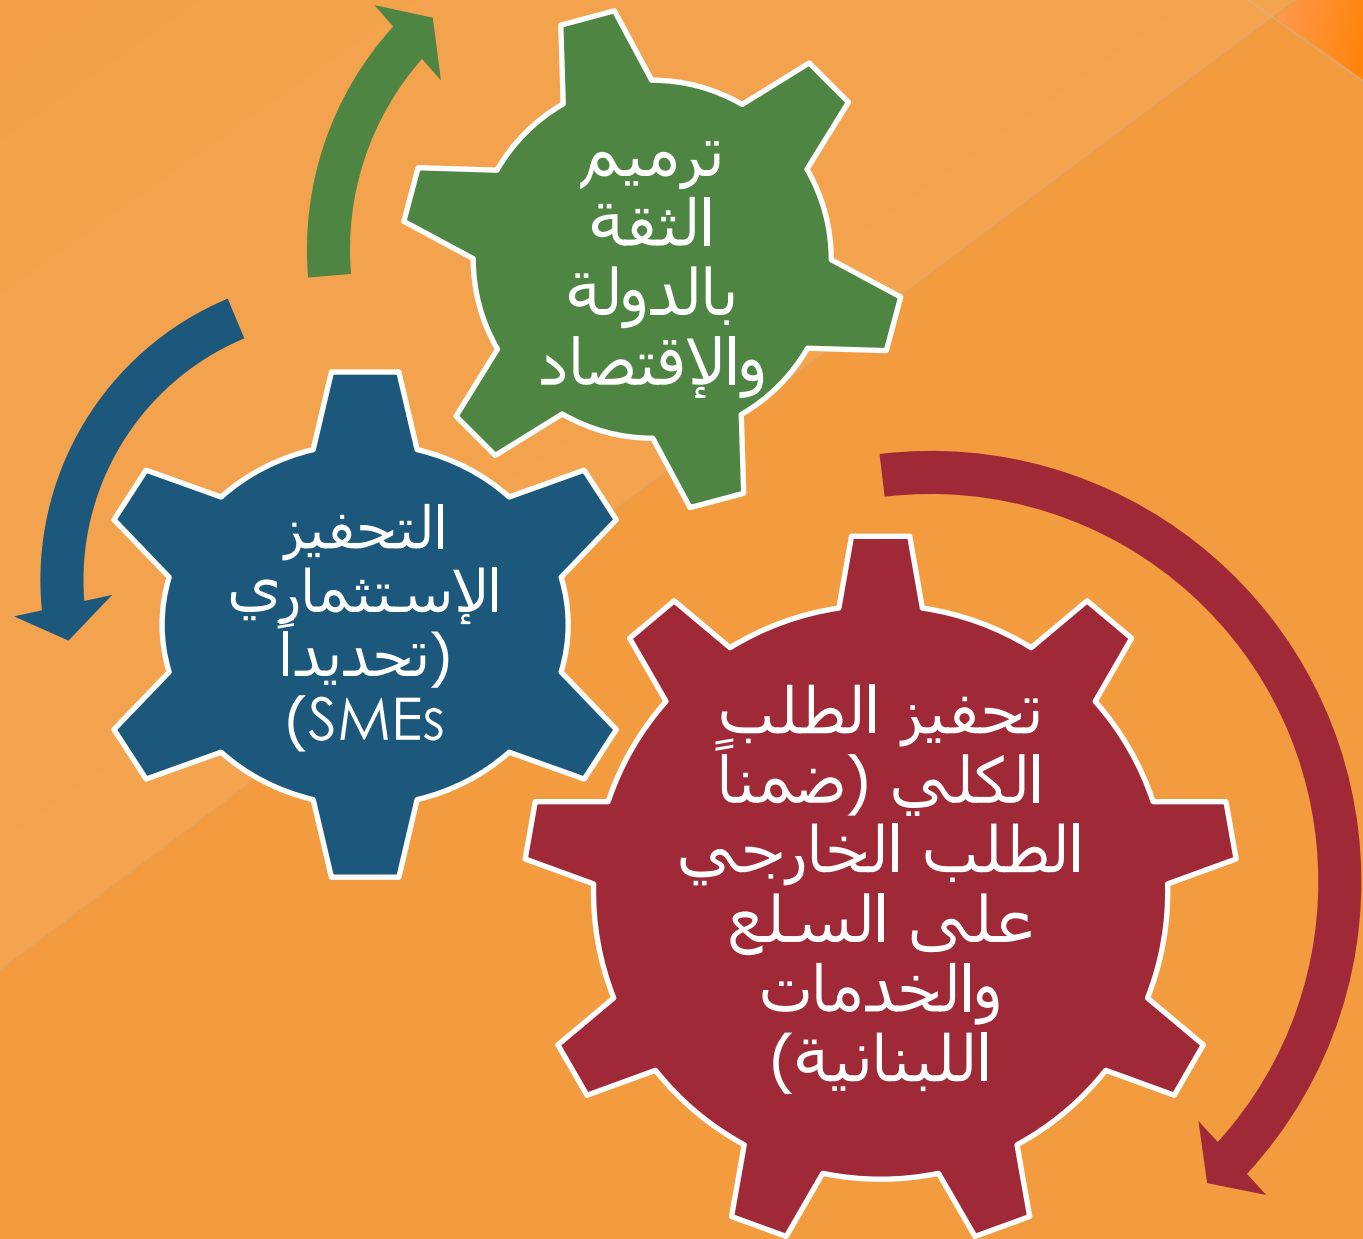 ترميم
الثقة
بالدولة
والإقتصاد
التحفيز
الإستثماري
(تحديداً
SMEs)
تحفيز الطلب
الكلي (ضمناً
الطلب الخارجي
على السلع
والخدمات
اللبنانية)